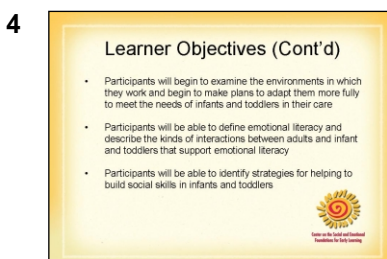 4
Learner Objectives (Cont'd)
• Participants will begin to examine the environments in which
they work and begin to make plans to adapt them more fully
to meet the needs of infants and toddlers in their care
• Participants will be able to define emotional literacy and
describe the kinds of interactions between adults and infant
and toddlers that support emotional literacy
• Participants will be able to identify strategies for helping to
build social skills in infants and toddlers
Center on the Social and Emotional
Foundations for Early Learning